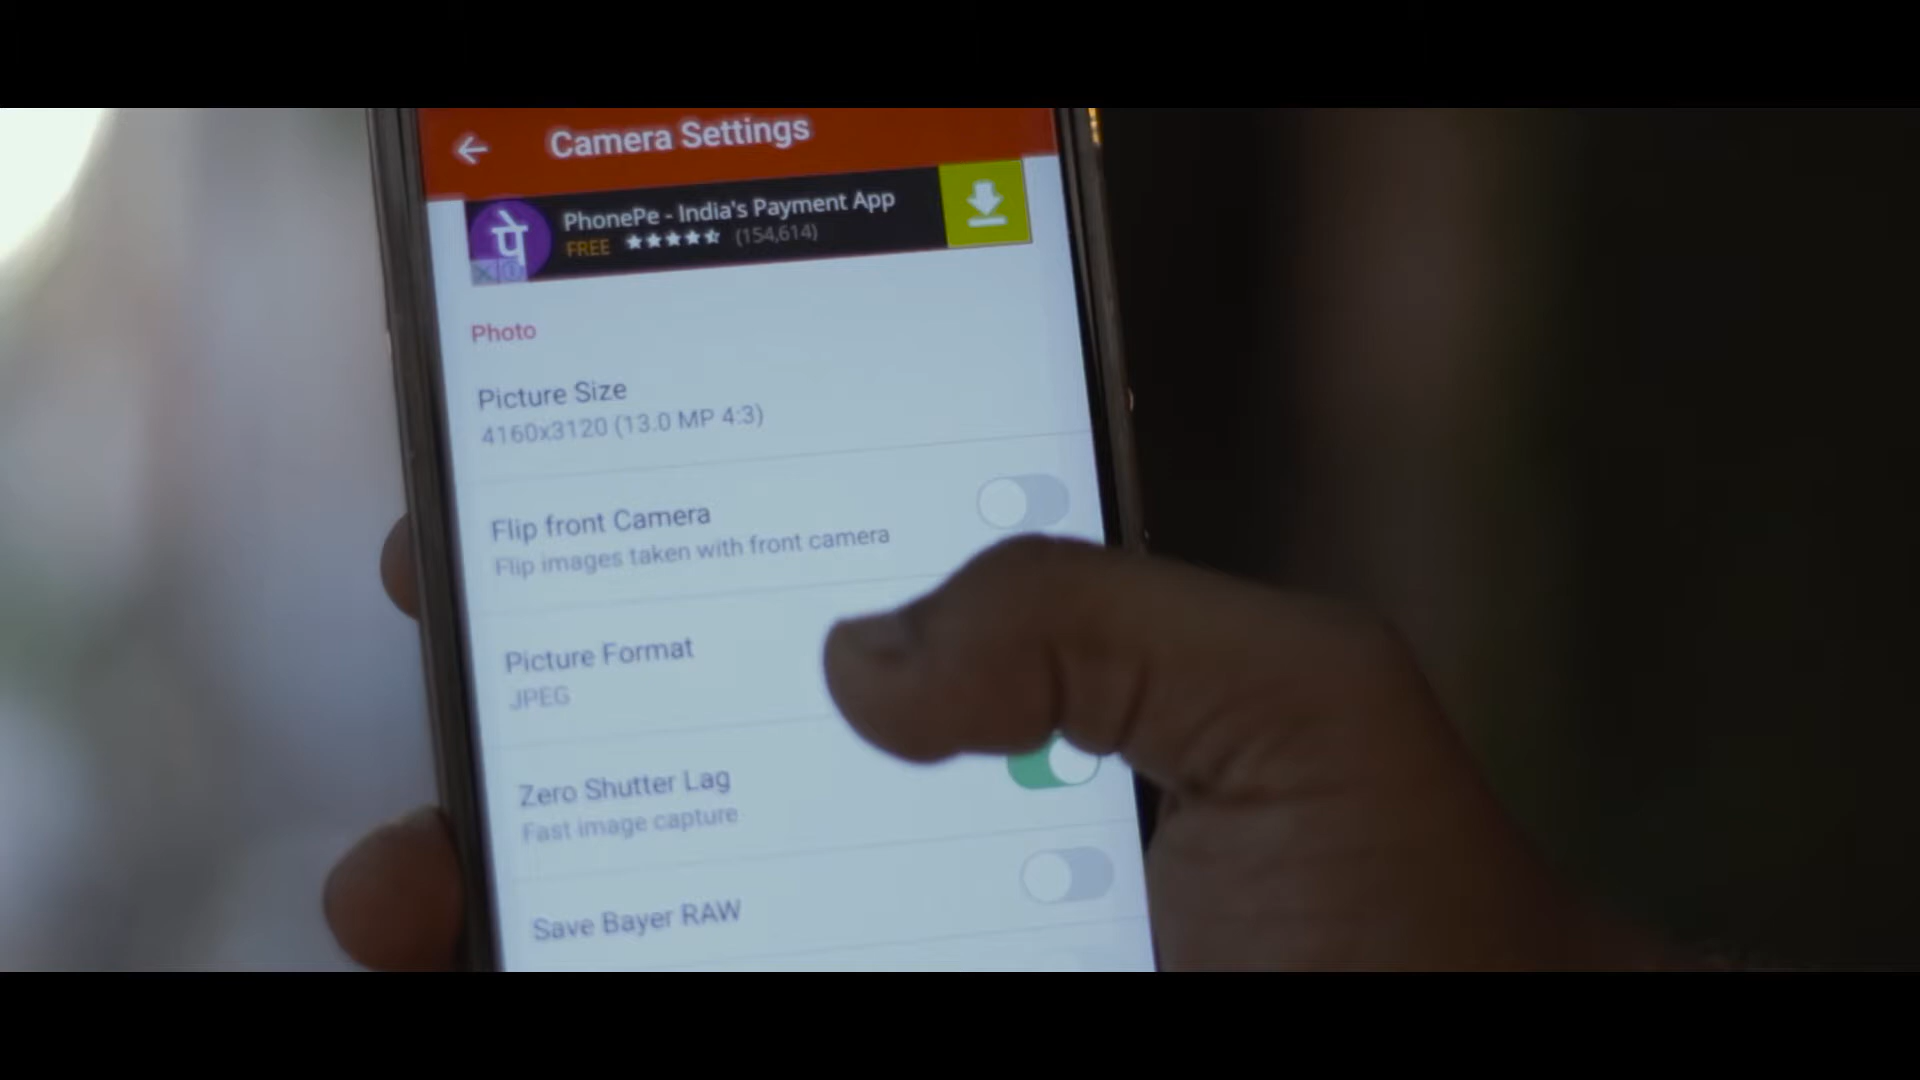 Camera Settings
पे
PhonePe - India's Payment App
FREE (154,614)
Photo
Picture Size
4160x3120 (13.0 MP 4:3)
Flip front Camera
Flip images taken with front camera
Picture Format
JPEG
Zero Shutter Lag
Fast image capture
Save Bayer RAW